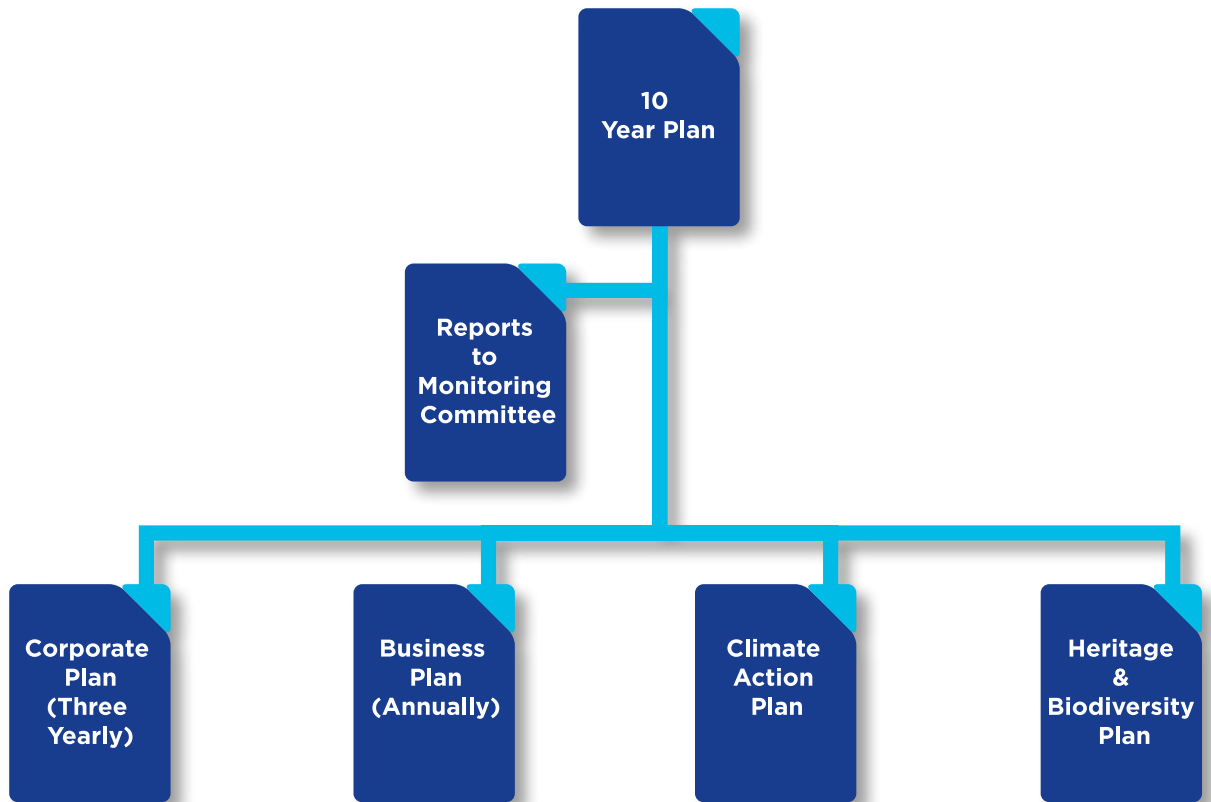 10
Year Plan
Reports
to
Monitoring
Committee
Corporate
Plan
(Three
Yearly)
Business
Plan
(Annually)
Climate
Action
Plan
Heritage
&
Biodiversity
Plan